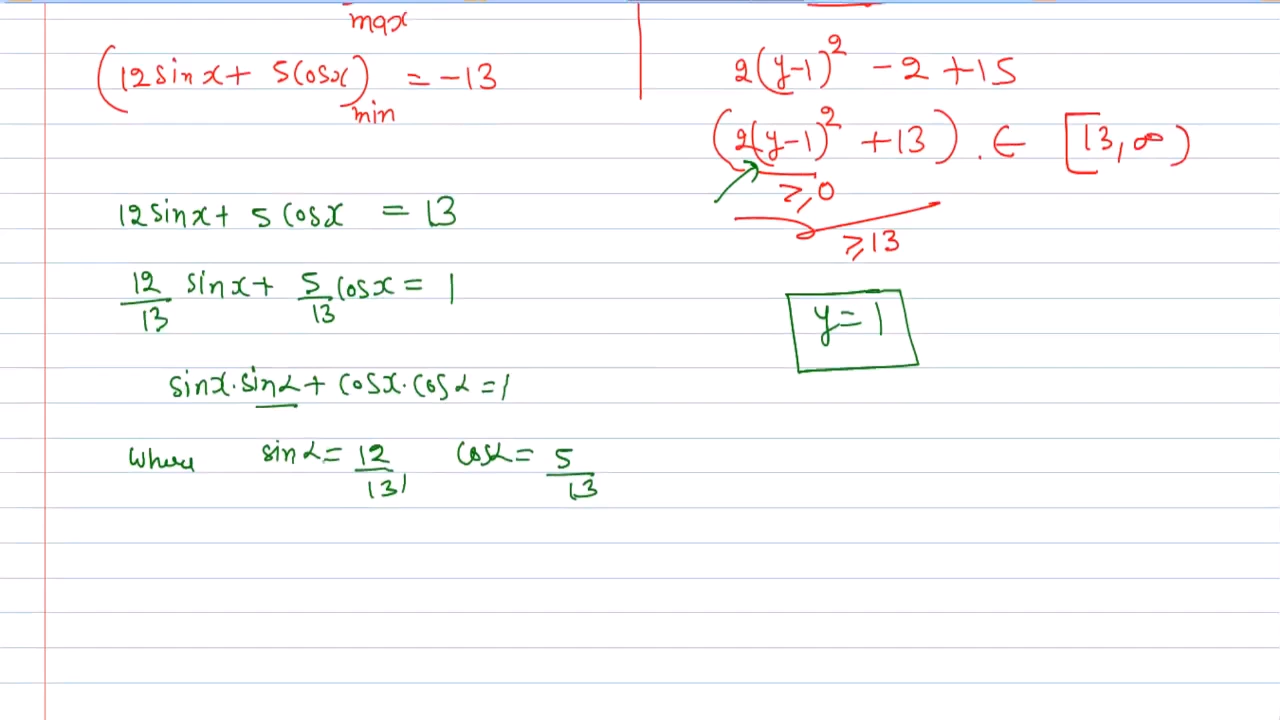 max
(12 sin x + 5 cos x)min = -13
12 sin x + 5 cos x = 13
12/13 sin x + 5/13 cos x = 1
sin x · sin α + cos x · cos α = 1
where sin α = 12/13, cos α = 5/13
2(y-1)² - 2 + 15
(2(y-1)² + 13) . ∈ [13, ∞)
≥ 0
≥ 13
y = 1